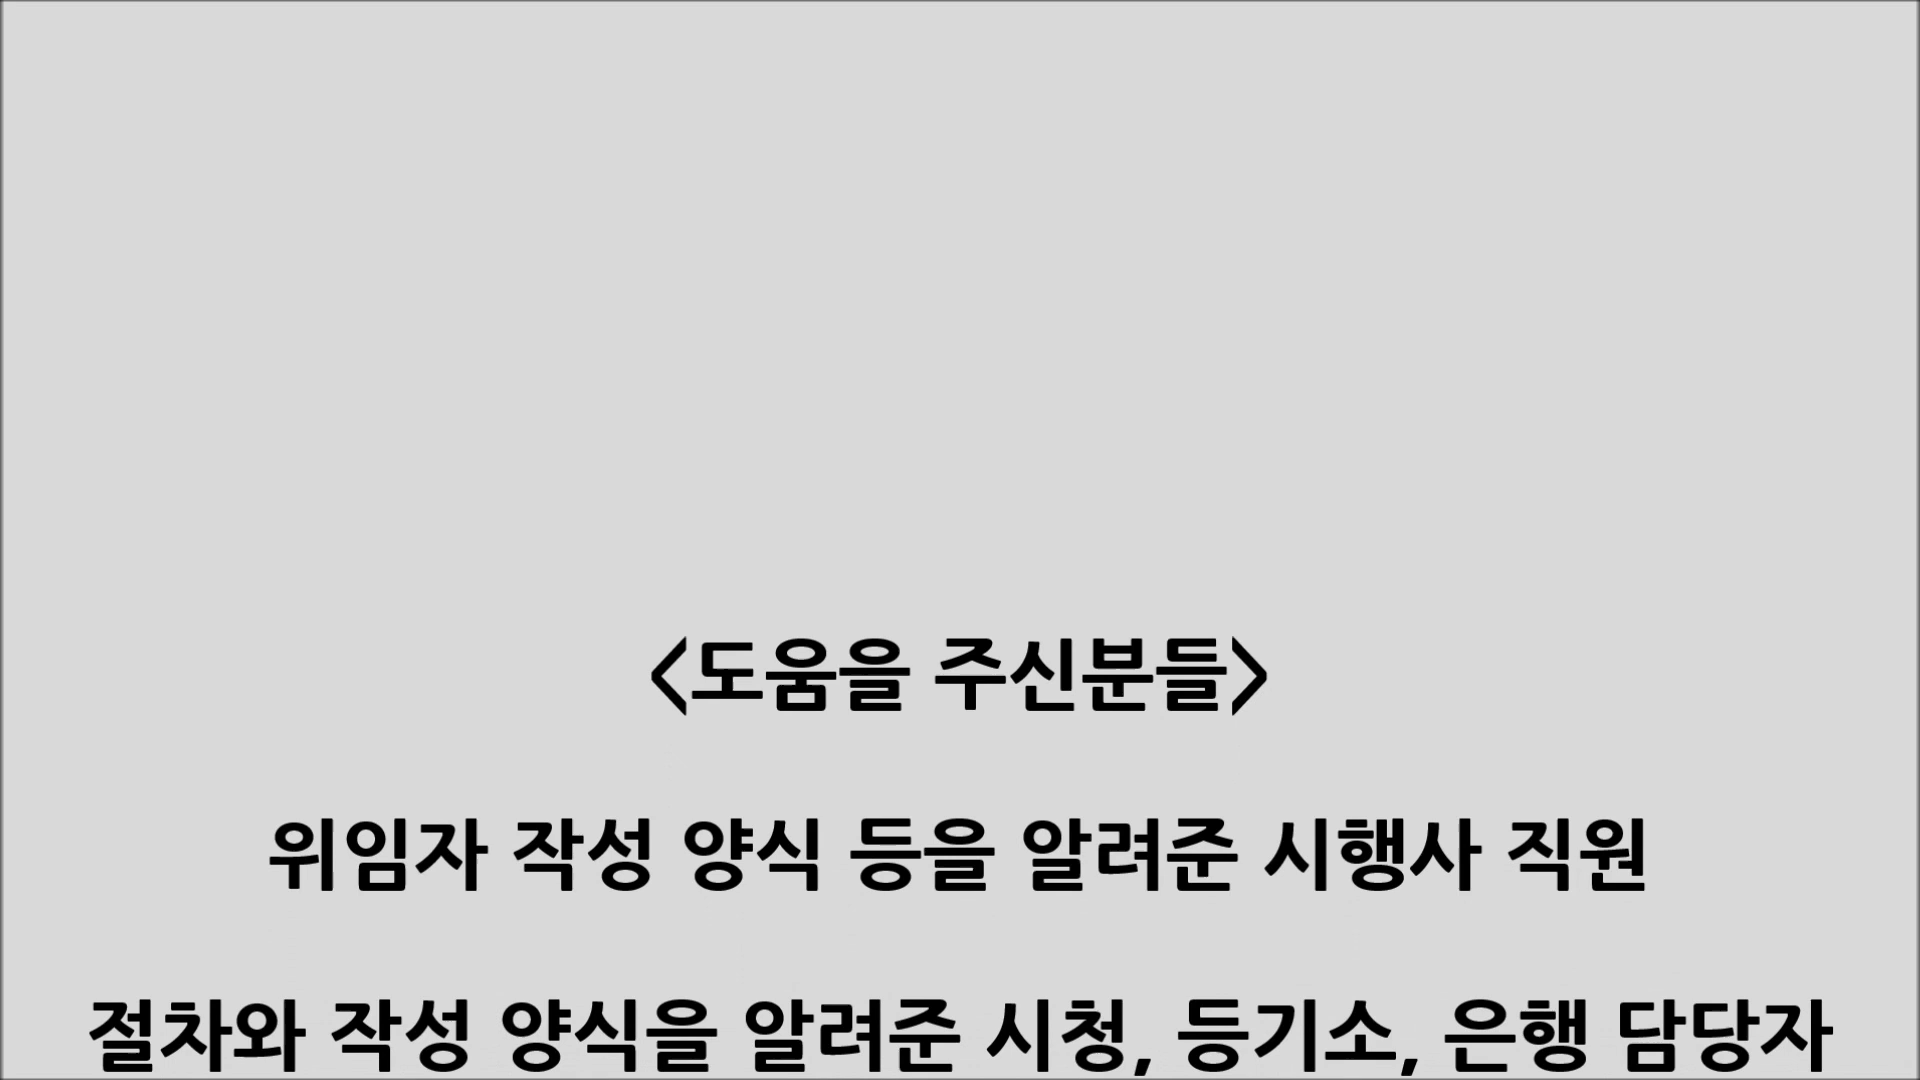 <도움을 주신분들>
위임자 작성 양식 등을 알려준 시행사 직원
절차와 작성 양식을 알려준 시청, 등기소, 은행 담당자